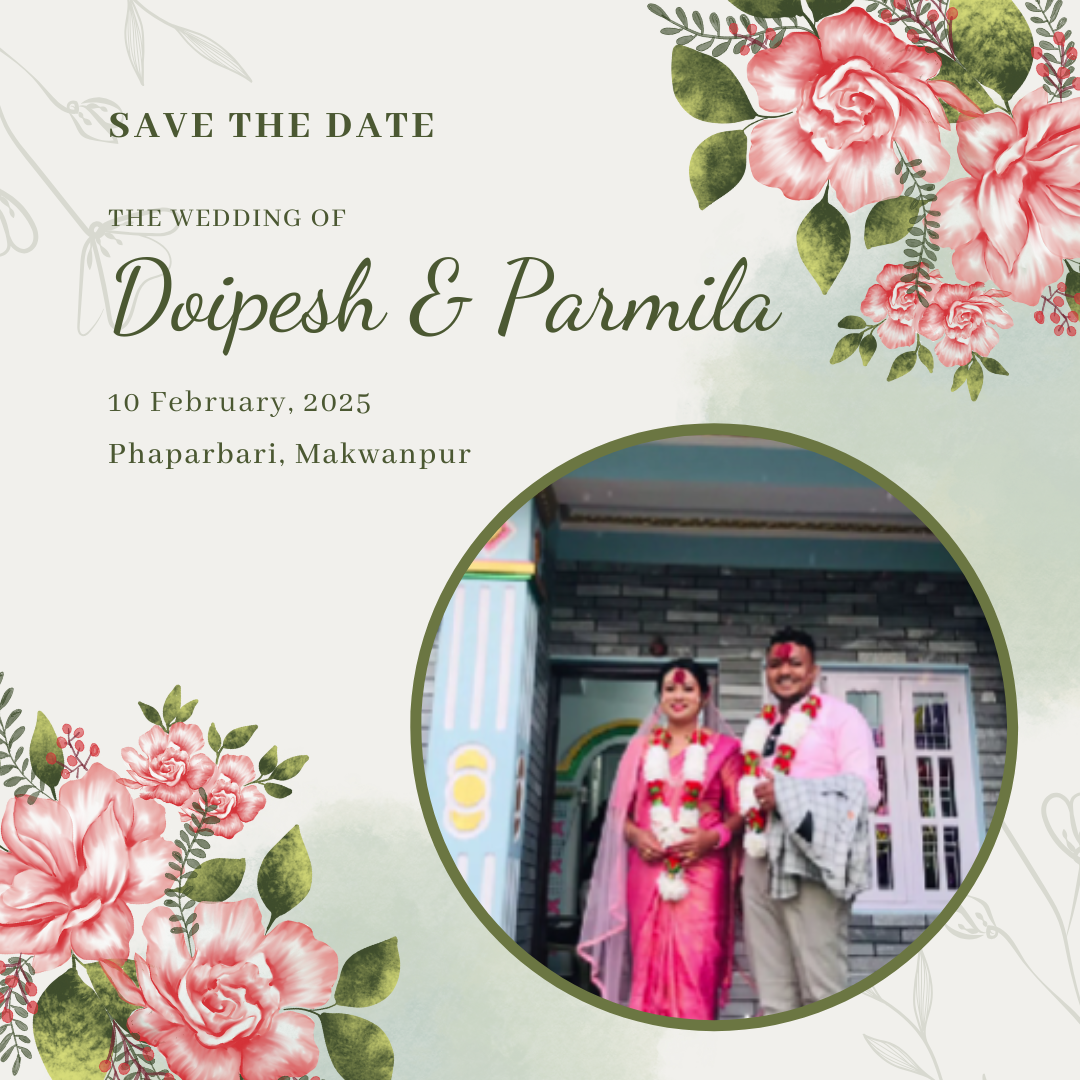 SAVE THE DATE
THE WEDDING OF
Doipesh & Parmila
10 February, 2025
Phaparbari, Makwanpur